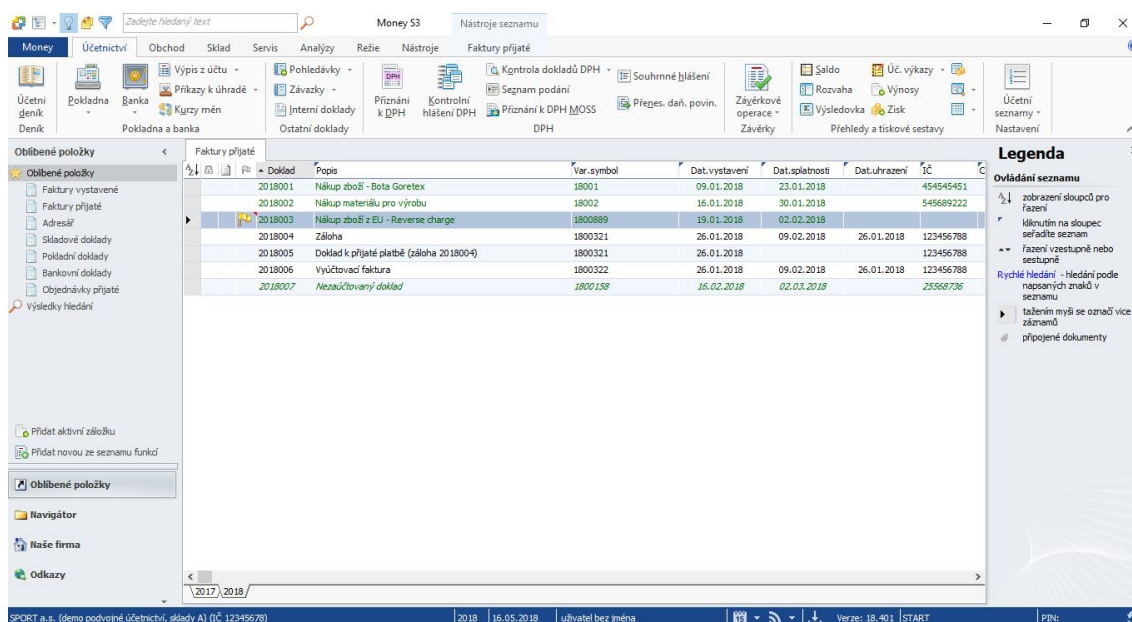 Zadejte hledaný text
Money S3
Nástroje seznamu
Money Účetnictví Obchod Sklad Servis Analýzy Režie Nástroje Faktury přijaté
Účetní deník
Deník
Pokladna
Banka
Výpis z účtu
Příkazy k úhradě
Kurzy měn
Pokladna a banka
Pohledávky
Závazky
Interní doklady
Ostatní doklady
DPH
Přiznání k DPH
Kontrolní hlášení DPH
Kontrola dokladů DPH
Seznam podání
Přiznání k DPH MOSS
Souhrnné hlášení
Přenes. daň. povin.
DPH
Závěrkové operace
Závěrky
Saldo
Rozvaha
Výsledovka
Úč. výkazy
Výnosy
Zisk
Přehledy a tiskové sestavy
Účetní seznamy
Nastavení
Oblíbené položky
Oblíbené položky
Faktury vystavené
Faktury přijaté
Adresář
Skladové doklady
Pokladní doklady
Bankovní doklady
Objednávky přijaté
Výsledky hledání
Přidat aktivní záložku
Přidat novou ze seznamu funkcí
Oblíbené položky
Navigátor
Naše firma
Odkazy
Faktury přijaté
Doklad Popis Var.symbol Dat.vystavení Dat.splatnosti Dat.uhrazení IČ C
2018001 Nákup zboží - Bota Goretex 18001 09.01.2018 23.01.2018 454545451
2018002 Nákup materiálu pro výrobu 18002 16.01.2018 30.01.2018 545689222
2018003 Nákup zboží z EU - Reverse charge 1800889 19.01.2018 02.02.2018
2018004 Záloha 1800321 26.01.2018 09.02.2018 26.01.2018 123456788
2018005 Doklad k přijaté platbě (záloha 2018004) 1800321 26.01.2018 123456788
2018006 Vyúčtovací faktura 1800322 26.01.2018 09.02.2018 26.01.2018 123456788
2018007 Nezaúčtovaný doklad 1800158 16.02.2018 02.03.2018 25568736
2017 2018
Legenda
Ovládání seznamu
zobrazení sloupců pro
řazení
kliknutím na sloupec
seřadíte seznam
řazení vzestupně nebo
sestupně
Rychlé hledání - hledání podle
napsaných znaků v
seznamu
tažením myši se označí více
záznamů
připojené dokumenty
SPORT a.s. (demo podvojné účetnictví, sklady A) (IČ 12345678) 2018 16.05.2018 uživatel bez jména 15 Verze: 18.401 START PIN: